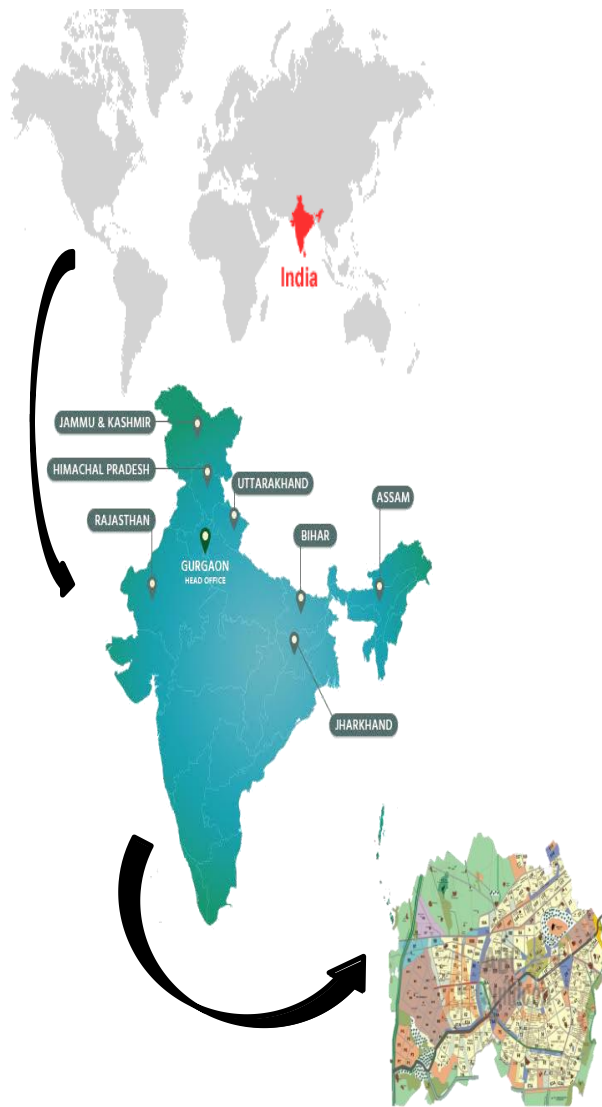 India
JAMMU & KASHMIR
HIMACHAL PRADESH
UTTARAKHAND
ASSAM
RAJASTHAN
BIHAR
GURGAON
HEAD OFFICE
JHARKHAND